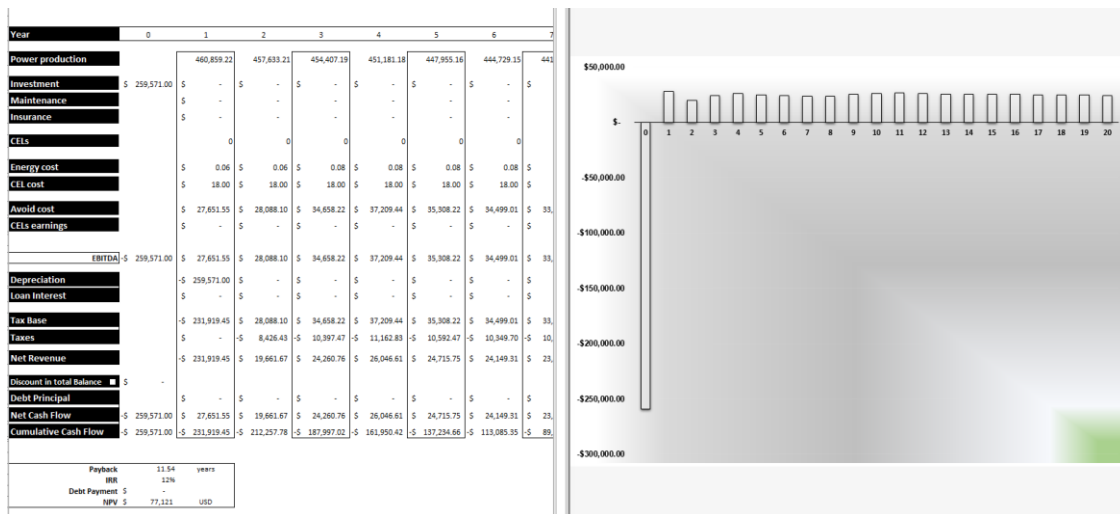 Year 0 1 2 3 4 5 6 7
Power production 460,859.22 457,633.21 454,407.19 451,181.18 447,955.16 444,729.15 441
Investment $ 259,571.00 $ - $ - $ - $ - $ - $ - $
Maintenance $ - - - - - -
Insurance $ - - - - - -
CELs 0 0 0 0 0 0
Energy cost $ 0.06 $ 0.06 $ 0.08 $ 0.08 $ 0.08 $ 0.08 $
CEL cost $ 18.00 $ 18.00 $ 18.00 $ 18.00 $ 18.00 $ 18.00 $
Avoid cost $ 27,651.55 $ 28,088.10 $ 34,658.22 $ 37,209.44 $ 35,308.22 $ 34,499.01 $ 33,
CELs earnings $ - $ - $ - $ - $ - $ - $
EBITDA -$ 259,571.00 $ 27,651.55 $ 28,088.10 $ 34,658.22 $ 37,209.44 $ 35,308.22 $ 34,499.01 $ 33,
Depreciation -$ 259,571.00 $ - $ - $ - $ - $ - $
Loan Interest $ - $ - $ - $ - $ - $ - $
Tax Base -$ 231,919.45 $ 28,088.10 $ 34,658.22 $ 37,209.44 $ 35,308.22 $ 34,499.01 $ 33,
Taxes $ - -$ 8,426.43 -$ 10,397.47 -$ 11,162.83 -$ 10,592.47 -$ 10,349.70 -$ 10,
Net Revenue -$ 231,919.45 $ 19,661.67 $ 24,260.76 $ 26,046.61 $ 24,715.75 $ 24,149.31 $ 23,
Discount in total Balance $ -
Debt Principal $ - $ - $ - $ - $ - $ - $
Net Cash Flow -$ 259,571.00 $ 27,651.55 $ 19,661.67 $ 24,260.76 $ 26,046.61 $ 24,715.75 $ 24,149.31 $ 23,
Cumulative Cash Flow -$ 259,571.00 -$ 231,919.45 -$ 212,257.78 -$ 187,997.02 -$ 161,950.42 -$ 137,234.66 -$ 113,085.35 -$ 89,
Payback 11.54 years
IRR 12%
Debt Payment $ -
NPV $ 77,121 USD
$50,000.00
$-
0 1 2 3 4 5 6 7 8 9 10 11 12 13 14 15 16 17 18 19 20
-$50,000.00
-$100,000.00
-$150,000.00
-$200,000.00
-$250,000.00
-$300,000.00